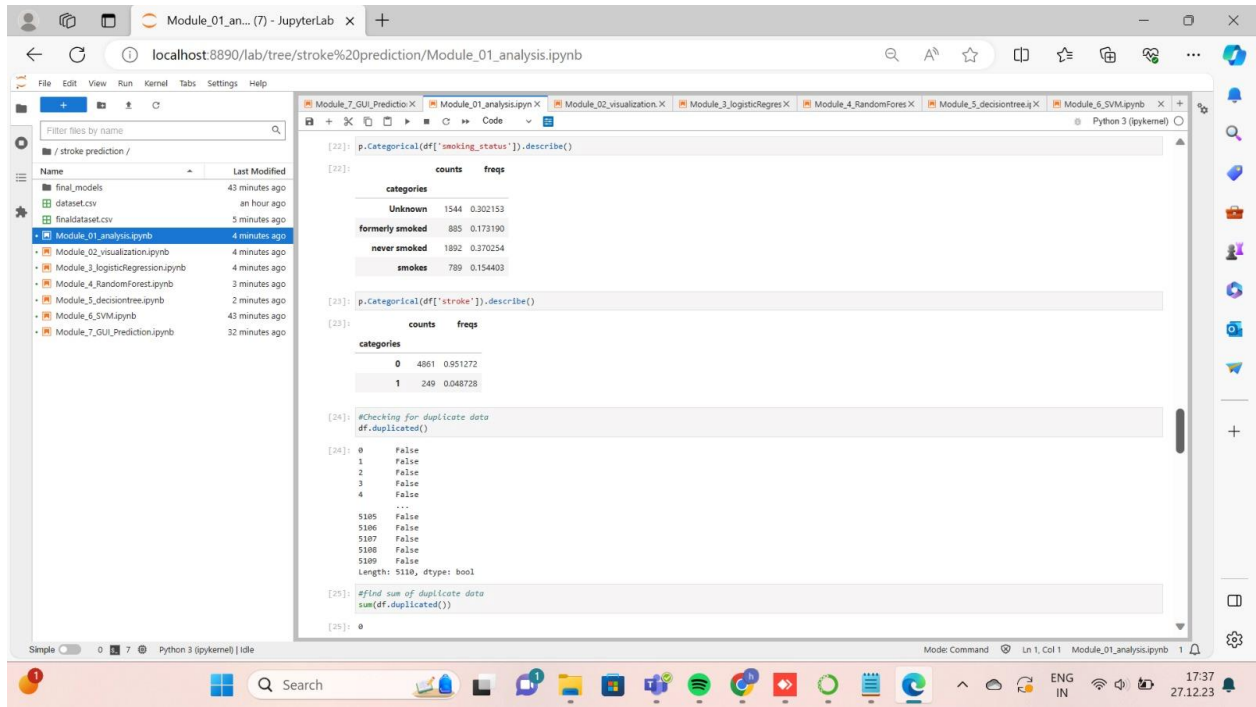 Module_01_an... (7) - JupyterLab
localhost:8890/lab/tree/stroke%20prediction/Module_01_analysis.ipynb
File Edit View Run Kernel Tabs Settings Help
Filter files by name
/ stroke prediction /
Name Last Modified
final_models 43 minutes ago
dataset.csv an hour ago
finaldataset.csv 5 minutes ago
Module_01_analysis.ipynb 4 minutes ago
Module_02_visualization.ipynb 4 minutes ago
Module_3_logisticRegression.ipynb 4 minutes ago
Module_4_RandomForest.ipynb 3 minutes ago
Module_5_decisiontree.ipynb 2 minutes ago
Module_6_SVM.ipynb 43 minutes ago
Module_7_GUI_Prediction.ipynb 32 minutes ago
Module_7_GUI_Predictio Module_01_analysis.ipyn Module_02_visualization. Module_3_logisticRegres Module_4_RandomFores Module_5_decisiontree.ij Module_6_SVM.ipynb
Code Python 3 (ipykernel)
[22]: p.Categorical(df['smoking_status']).describe()
[22]: counts freqs
categories
Unknown 1544 0.302153
formerly smoked 885 0.173190
never smoked 1892 0.370254
smokes 789 0.154403
[23]: p.Categorical(df['stroke']).describe()
[23]: counts freqs
categories
0 4861 0.951272
1 249 0.048728
[24]: #Checking for duplicate data
df.duplicated()
[24]: 0 False
1 False
2 False
3 False
4 False
...
5105 False
5106 False
5107 False
5108 False
5109 False
Length: 5110, dtype: bool
[25]: #find sum of duplicate data
sum(df.duplicated())
[25]: 0
Simple 0 7 Python 3 (ipykernel) | Idle Mode: Command Ln 1, Col 1 Module_01_analysis.ipynb 1
1 Search 1 ENG 17:37
IN 27.12.23